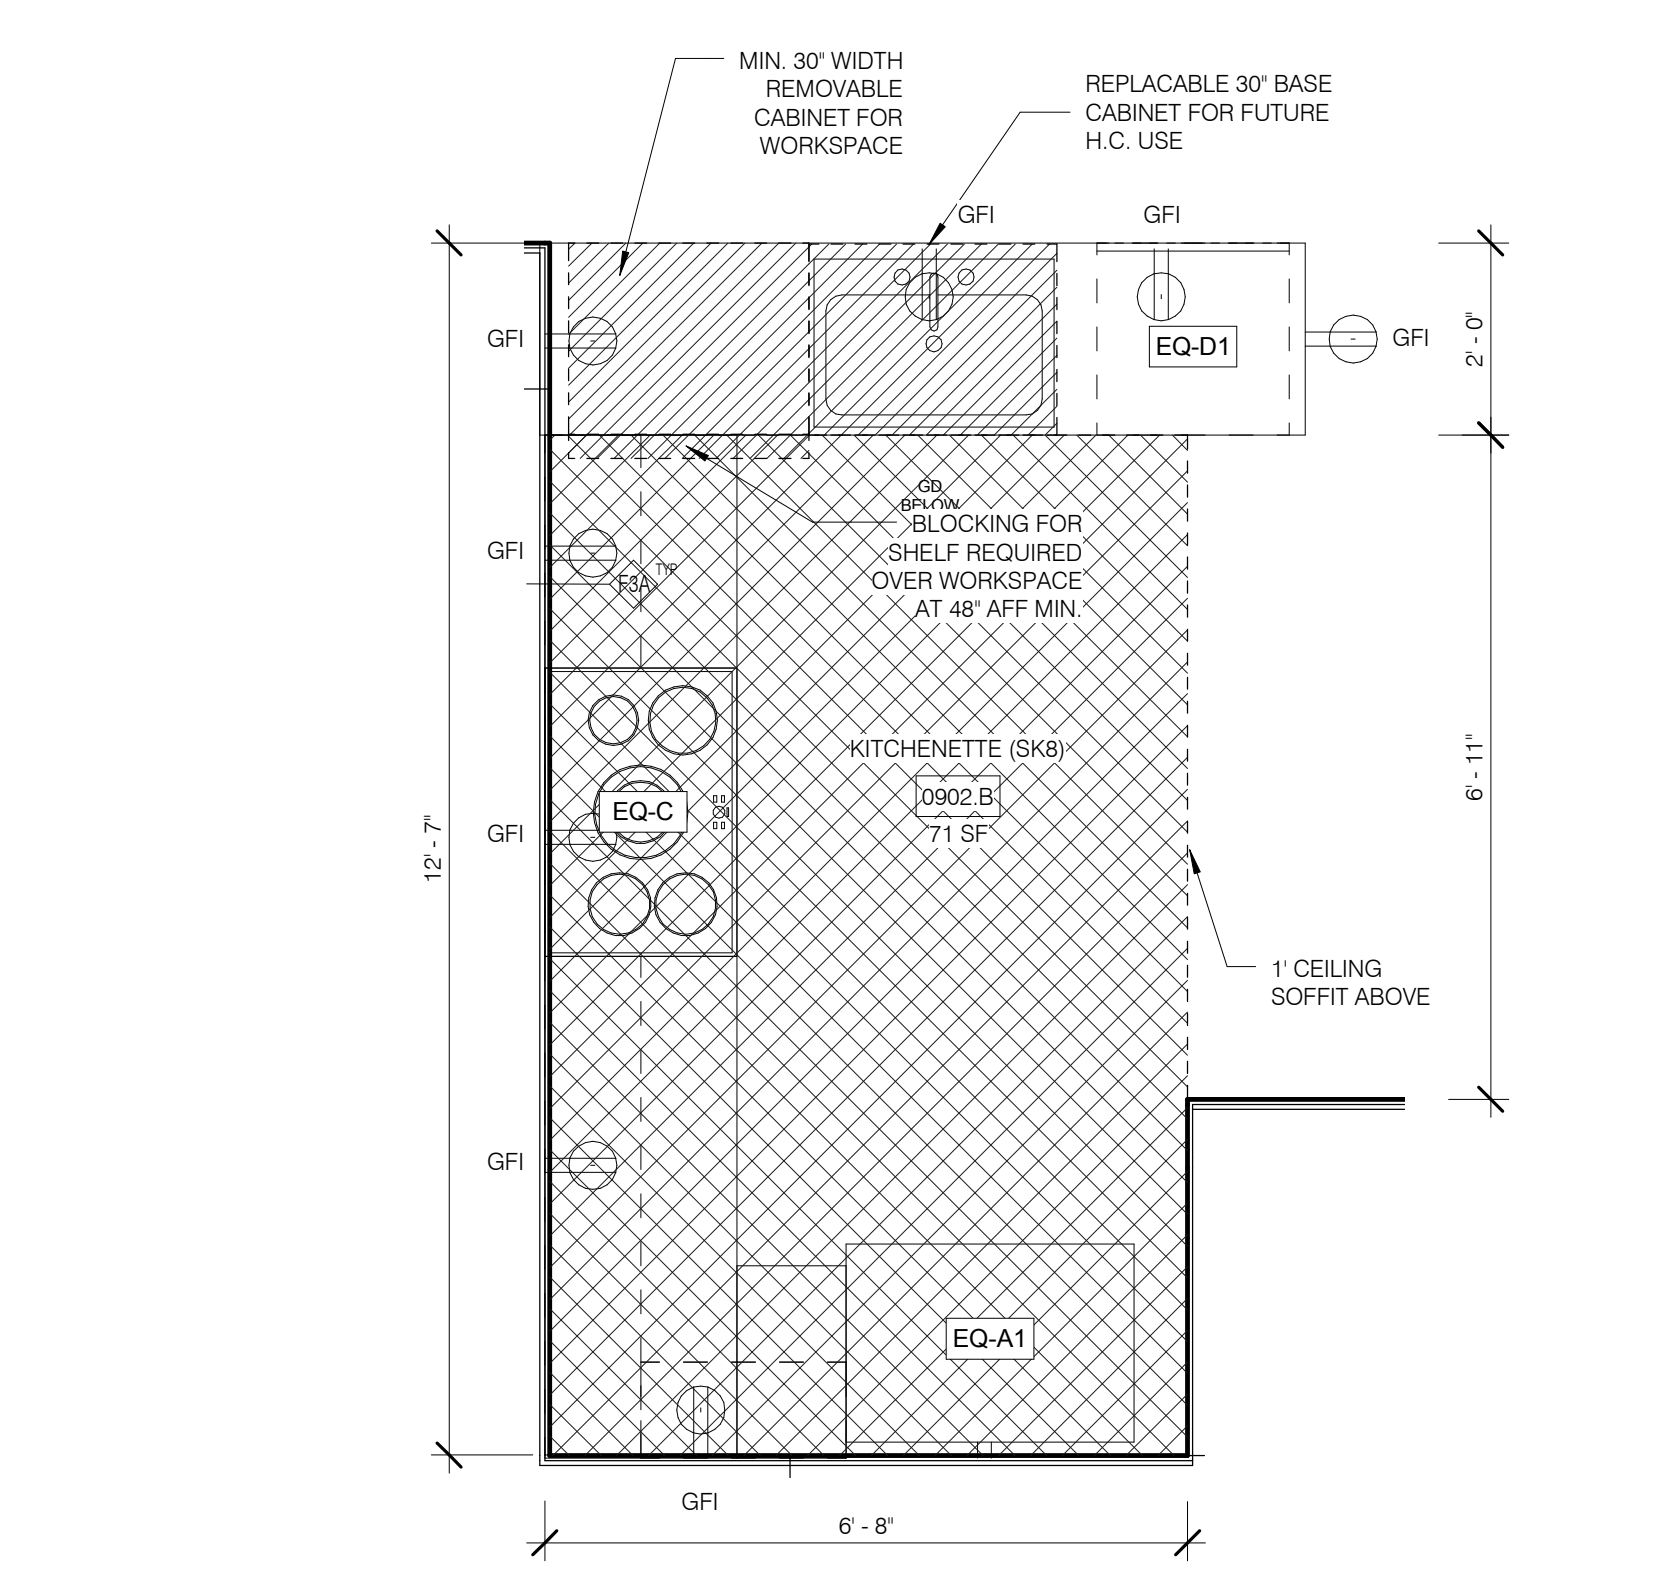 MIN. 30" WIDTH
REMOVABLE
CABINET FOR
WORKSPACE
REPLACABLE 30" BASE
CABINET FOR FUTURE
H.C. USE
GFI
GFI
GFI
EQ-D1
GFI
2' - 0"
GD
BELOW
BLOCKING FOR
SHELF REQUIRED
OVER WORKSPACE
AT 48" AFF MIN.
GFI
F3A
TYP
KITCHENETTE (SK8)
0902.B
71 SF
EQ-C
GFI
12' - 7"
6' - 11"
1' CEILING
SOFFIT ABOVE
GFI
EQ-A1
GFI
6' - 8"